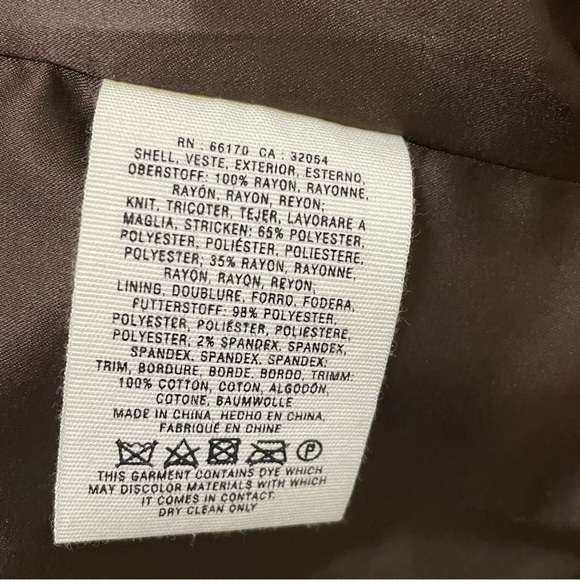 RN : 66170 CA : 32054
SHELL, VESTE, EXTERIOR, ESTERNO,
OBERSTOFF: 100% RAYON, RAYONNE,
RAYÓN, RAYON, REYON;
KNIT, TRICOTER, TEJER, LAVORARE A
MAGLIA, STRICKEN: 65% POLYESTER,
POLYESTER, POLIÉSTER, POLIESTERE,
POLYESTER; 35% RAYON, RAYONNE,
RAYON, RAYON, REYON,
LINING, DOUBLURE, FORRO, FODERA,
FUTTERSTOFF: 98% POLYESTER,
POLYESTER, POLIÉSTER, POLIESTERE,
POLYESTER, 2% SPANDEX, SPANDEX,
SPANDEX, SPANDEX, SPANDEX;
TRIM, BORDURE, BORDE, BORDO, TRIMM:
100% COTTON, COTON, ALGODÓN,
COTONE, BAUMWOLLE
MADE IN CHINA, HECHO EN CHINA,
FABRIQUÉ EN CHINE
P
THIS GARMENT CONTAINS DYE WHICH
MAY DISCOLOR MATERIALS WITH WHICH
IT COMES IN CONTACT.
DRY CLEAN ONLY